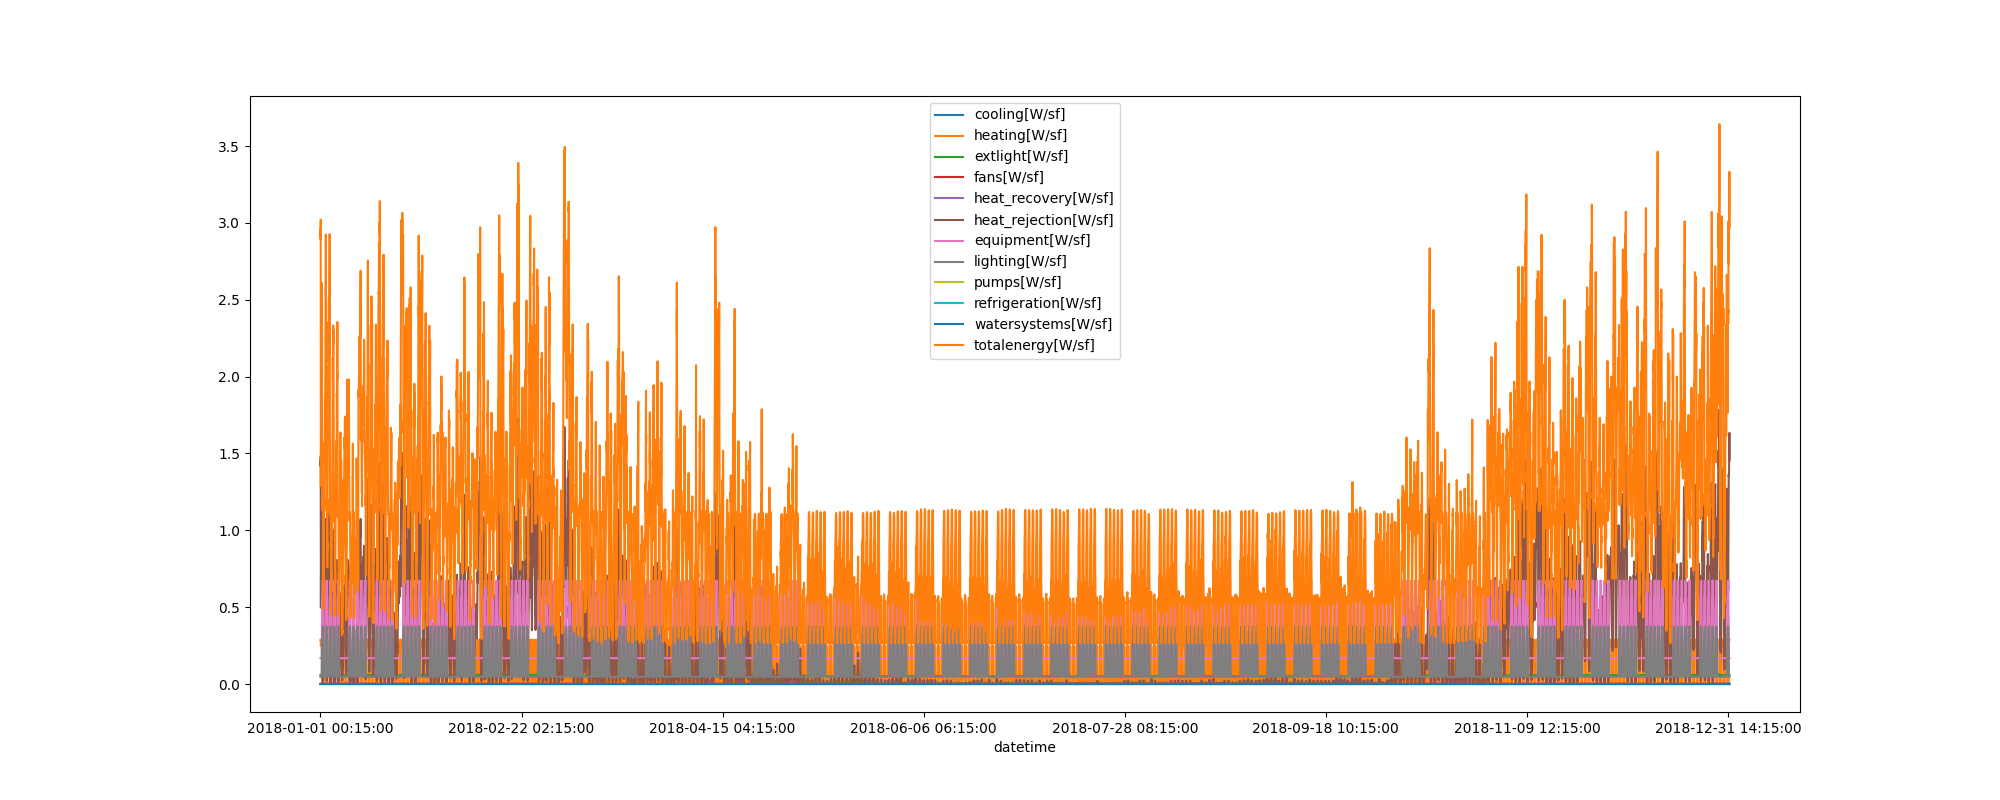 cooling[W/sf]
heating[W/sf]
extlight[W/sf]
fans[W/sf]
heat_recovery[W/sf]
heat_rejection[W/sf]
equipment[W/sf]
lighting[W/sf]
pumps[W/sf]
refrigeration[W/sf]
watersystems[W/sf]
totalenergy[W/sf]
3.5
3.0
2.5
2.0
1.5
1.0
0.5
0.0
2018-01-01 00:15:00 2018-02-22 02:15:00 2018-04-15 04:15:00 2018-06-06 06:15:00 2018-07-28 08:15:00 2018-09-18 10:15:00 2018-11-09 12:15:00 2018-12-31 14:15:00
datetime